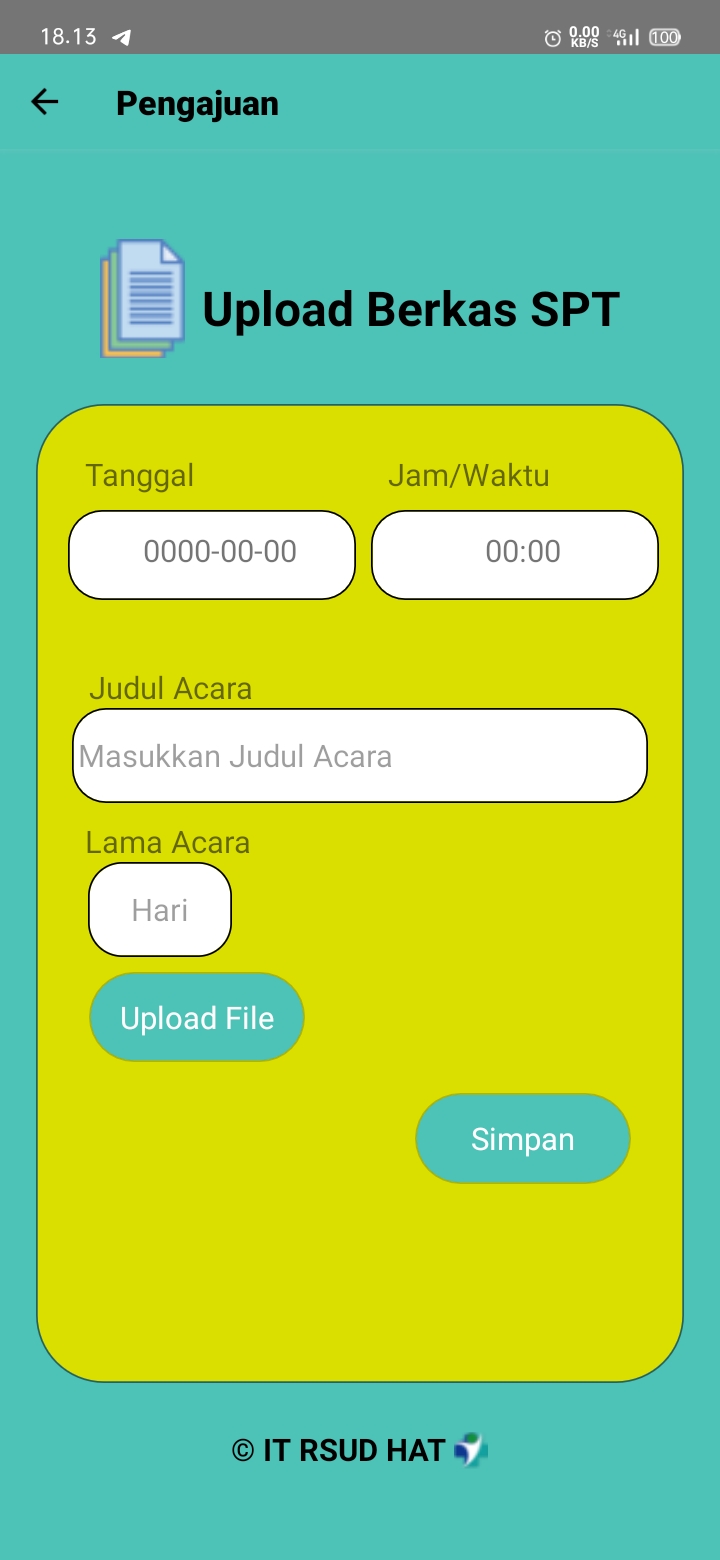 18.13 0.00 KB/S 4G 100
Pengajuan
Upload Berkas SPT
Tanggal Jam/Waktu
0000-00-00 00:00
Judul Acara
Masukkan Judul Acara
Lama Acara
Hari
Upload File
Simpan
© IT RSUD HAT